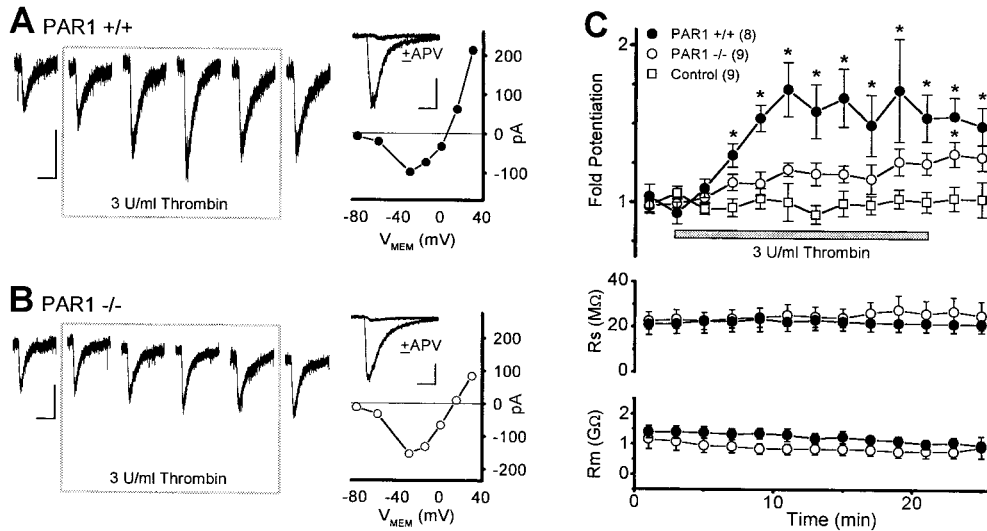 A PAR1 +/+
3 U/ml Thrombin
±APV
200
100
0
-100
pA
-80 -40 0 40
V MEM (mV)
B PAR1 -/-
3 U/ml Thrombin
±APV
200
100
0
-100
-200
pA
-80 -40 0 40
V MEM (mV)
C
PAR1 +/+ (8)
PAR1 -/- (9)
Control (9)
* * * * * * * * * *
*
2
1
Fold Potentiation
3 U/ml Thrombin
40
20
0
Rs (MΩ)
2
1
0
Rm (GΩ)
10 20
Time (min)